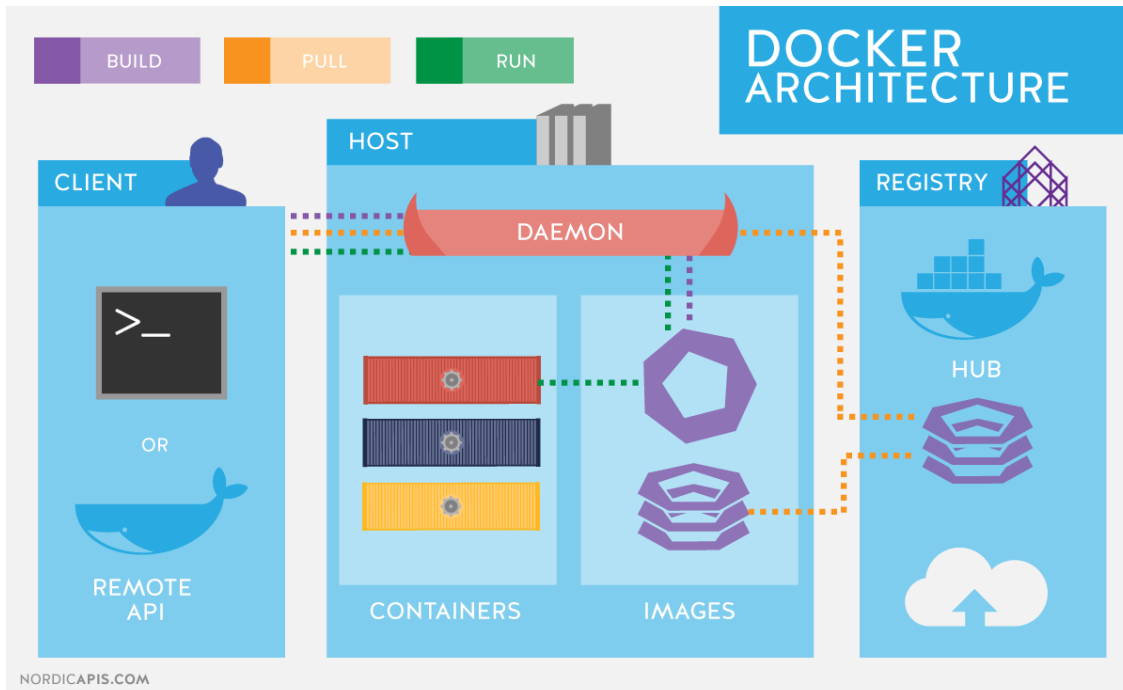 BUILD
PULL
RUN
DOCKER
ARCHITECTURE
HOST
CLIENT
REGISTRY
DAEMON
>_
HUB
OR
REMOTE
API
CONTAINERS
IMAGES
NORDICAPIS.COM